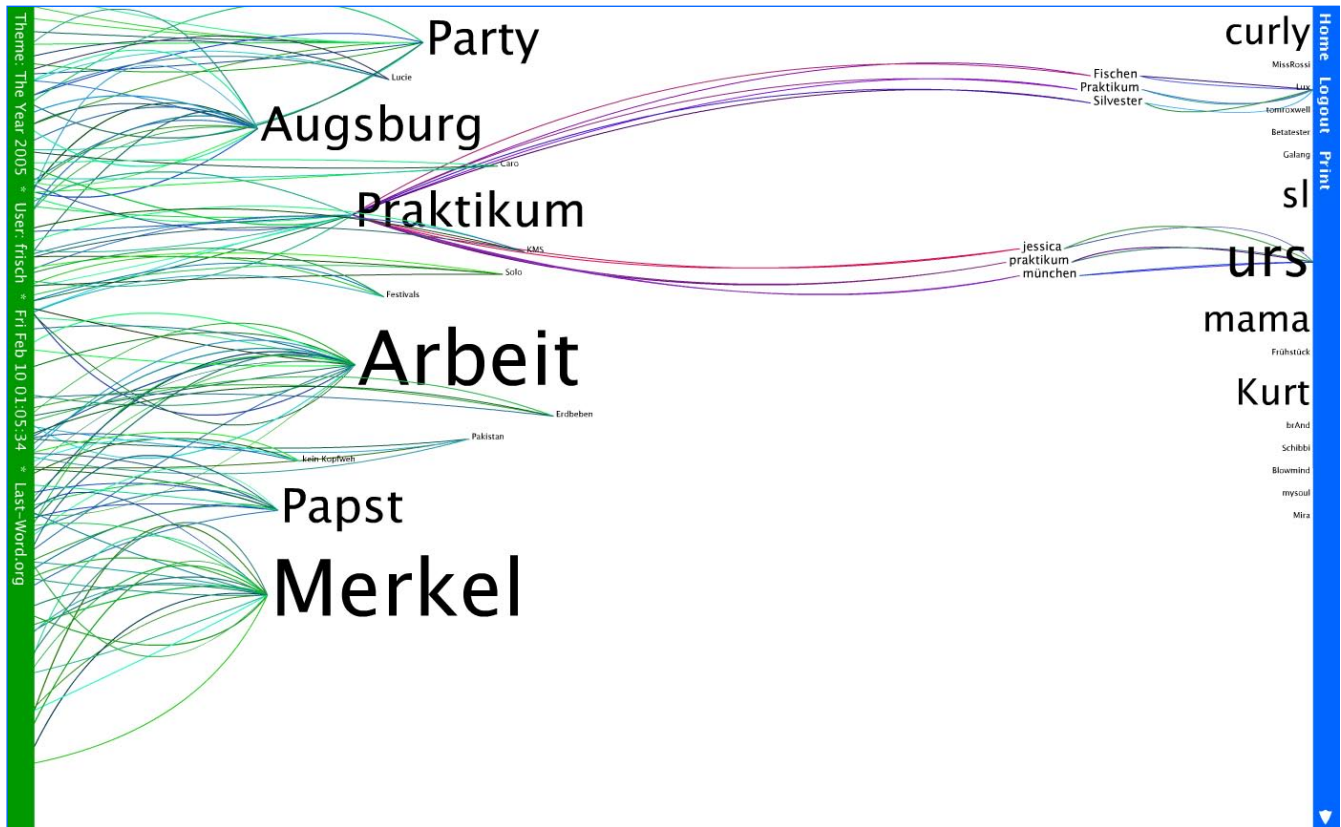 Theme: The Year 2005 * User: frisch * Fri Feb 10 01:05:34 * Last-Word.org
Party
Lucie
Augsburg
Caro
Praktikum
KMS
Solo
Festivals
Arbeit
Erdbeben
Pakistan
kein Kopfweh
Papst
Merkel
Fischen
Praktikum
Silvester
jessica
praktikum
münchen
curly
MissRossi
Lux
tomroxwell
Betatester
Galang
sl
urs
mama
Frühstück
Kurt
brAnd
Schibbi
Blowmind
mysoul
Mira
Home Logout Print